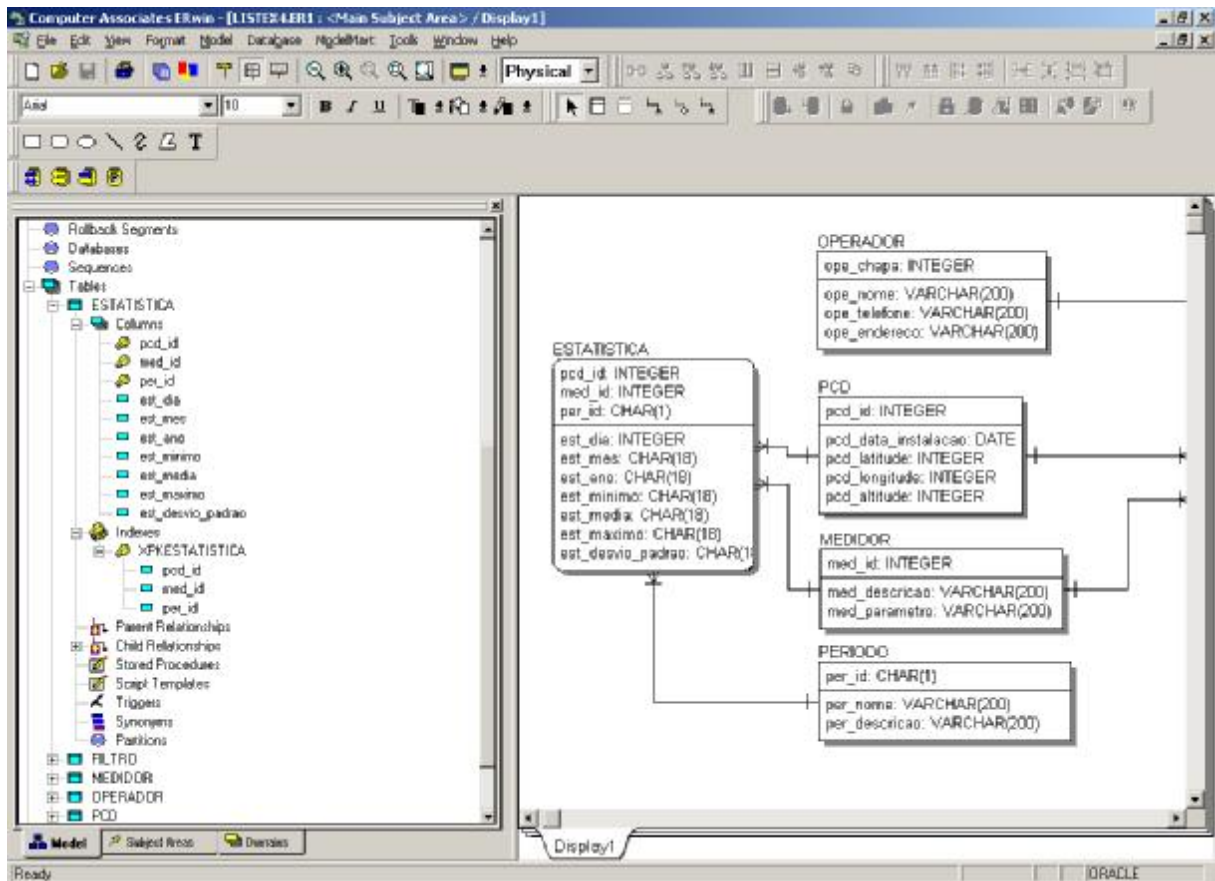 Computer Associates ERwin - [LISTEX4.ER1 : <Main Subject Area> / Display1]
File Edit View Format Model Database ModelMart Tools Window Help
Physical
Arial 10 B I U
T
Rollback Segments
Databases
Sequences
Tables
ESTATISTICA
Columns
pcd_id
med_id
per_id
est_dia
est_mes
est_ano
est_minimo
est_media
est_maximo
est_desvio_padrao
Indexes
XPKESTATISTICA
pcd_id
med_id
per_id
Parent Relationships
Child Relationships
Stored Procedures
Script Templates
Triggers
Synonyms
Partitions
FILTRO
MEDIDOR
OPERADOR
PCD
Model Subject Areas Domains
OPERADOR
ope_chapa: INTEGER
ope_nome: VARCHAR(200)
ope_telefone: VARCHAR(200)
ope_endereco: VARCHAR(200)
ESTATISTICA
pcd_id: INTEGER
med_id: INTEGER
per_id: CHAR(1)
est_dia: INTEGER
est_mes: CHAR(18)
est_ano: CHAR(18)
est_minimo: CHAR(18)
est_media: CHAR(18)
est_maximo: CHAR(18)
est_desvio_padrao: CHAR(18
PCD
pcd_id: INTEGER
pcd_data_instalacao: DATE
pcd_latitude: INTEGER
pcd_longitude: INTEGER
pcd_altitude: INTEGER
MEDIDOR
med_id: INTEGER
med_descricao: VARCHAR(200)
med_parametro: VARCHAR(200)
PERIODO
per_id: CHAR(1)
per_nome: VARCHAR(200)
per_descricao: VARCHAR(200)
Display1
Ready
ORACLE